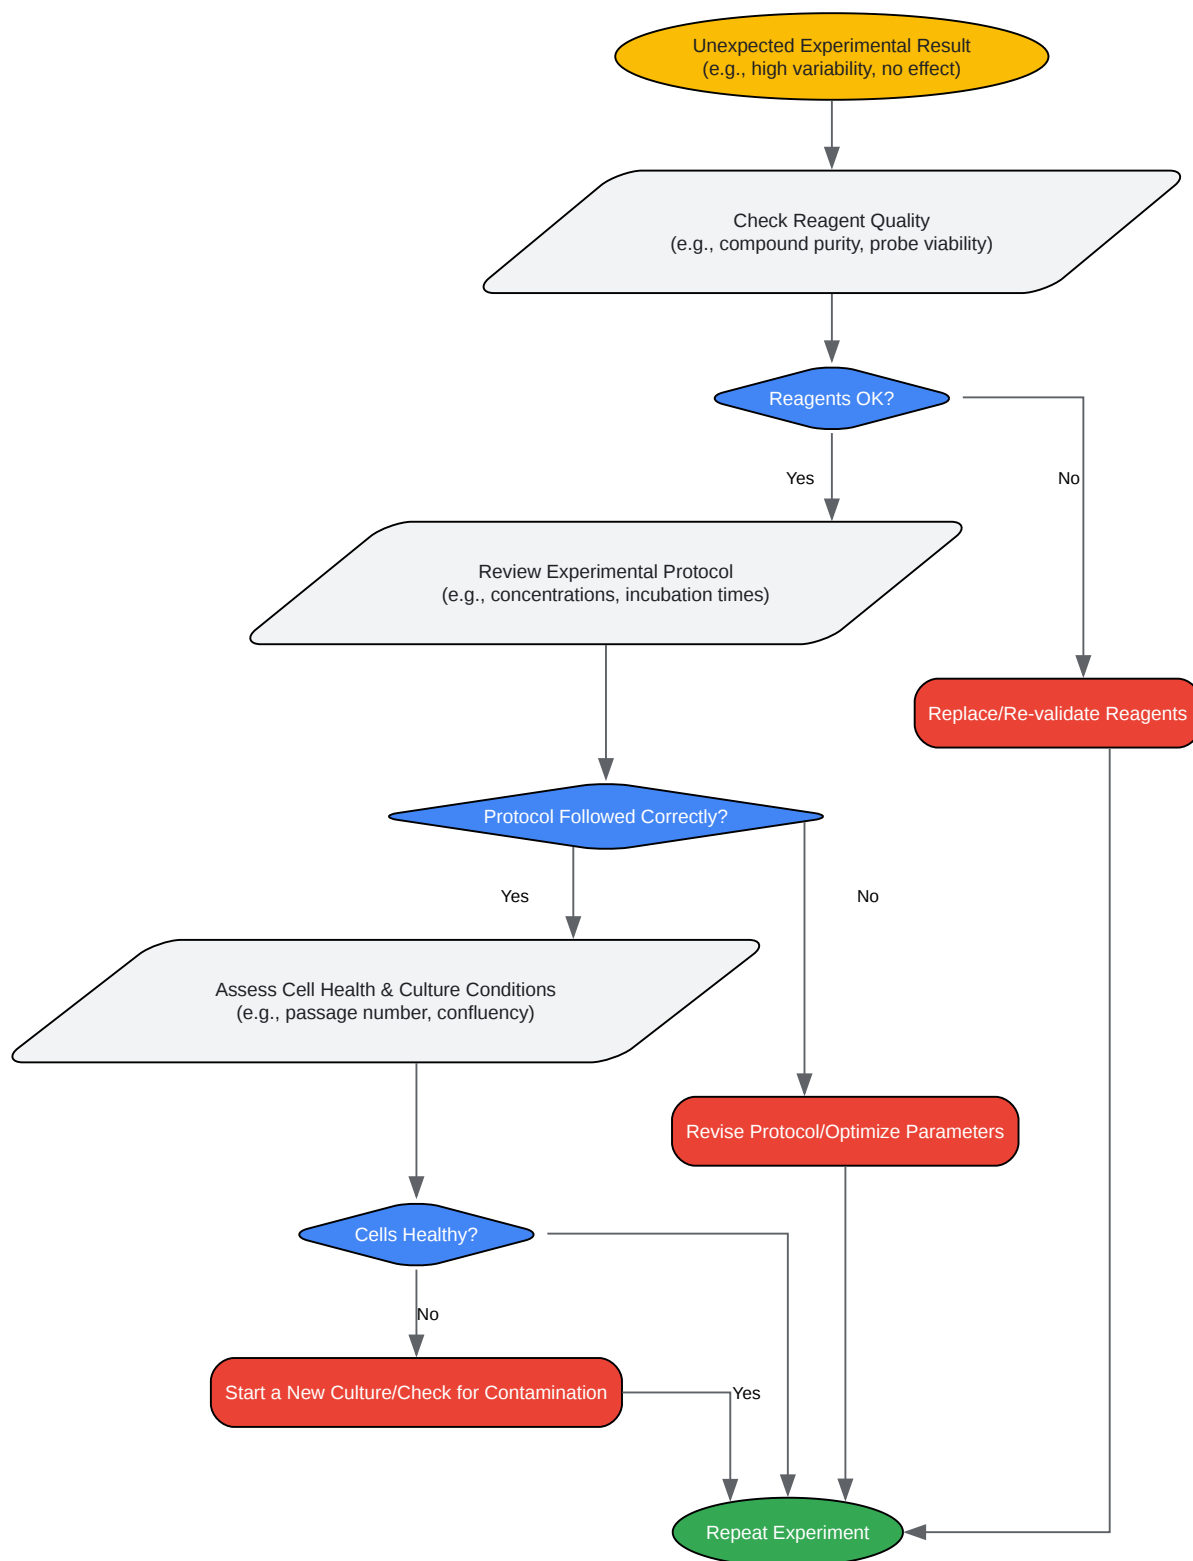 Unexpected Experimental Result
(e.g., high variability, no effect)
Check Reagent Quality
(e.g., compound purity, probe viability)
Reagents OK?
Yes
No
Review Experimental Protocol
(e.g., concentrations, incubation times)
Replace/Re-validate Reagents
Protocol Followed Correctly?
Yes
No
Assess Cell Health & Culture Conditions
(e.g., passage number, confluency)
Revise Protocol/Optimize Parameters
Cells Healthy?
No
Start a New Culture/Check for Contamination
Yes
Repeat Experiment